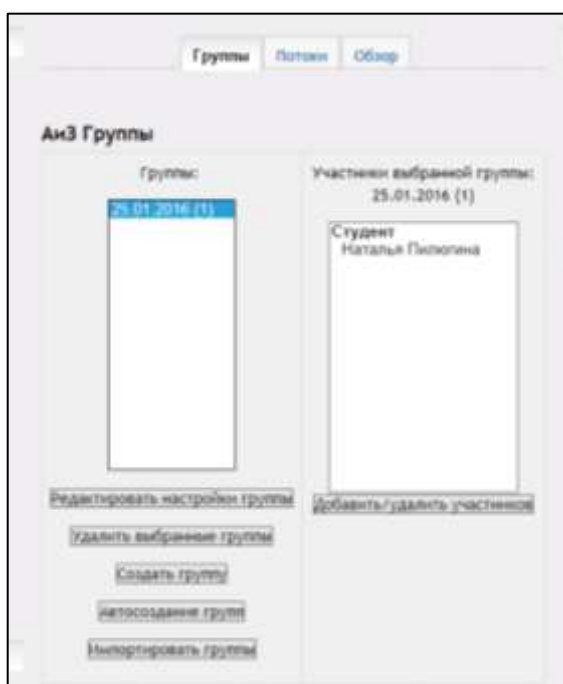 Группы Потоки Обзор
АиЗ Группы
Группы:
25.01.2016 (1)
Редактировать настройки группы
Удалить выбранные группы
Создать группу
Автосоздание групп
Импортировать группы
Участники выбранной группы:
25.01.2016 (1)
Студент
Наталья Пилюгина
Добавить/удалить участников